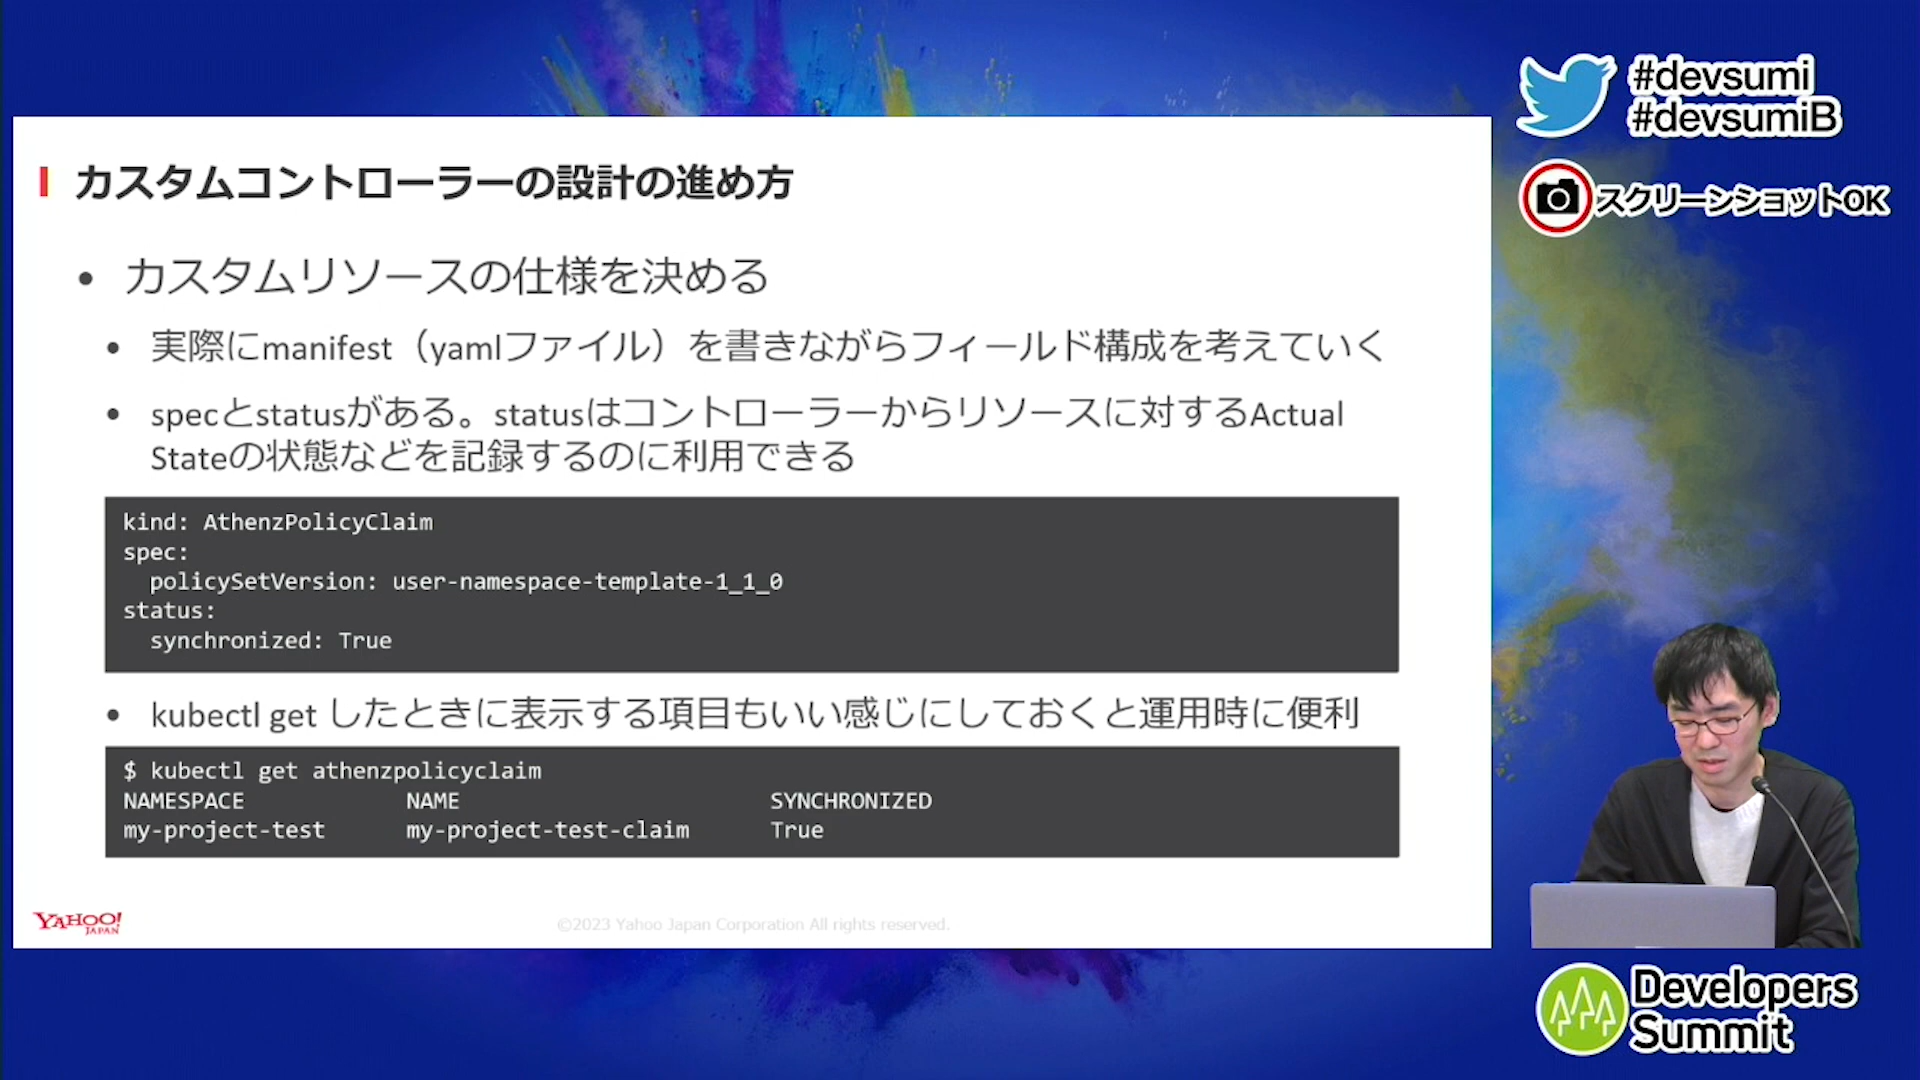 カスタムコントローラーの設計の進め方
• カスタムリソースの仕様を決める
• 実際にmanifest（yamlファイル）を書きながらフィールド構成を考えていく
• specとstatusがある。statusはコントローラーからリソースに対するActual
Stateの状態などを記録するのに利用できる
kind: AthenzPolicyClaim
spec:
  policySetVersion: user-namespace-template-1_1_0
status:
  synchronized: True
• kubectl get したときに表示する項目もいい感じにしておくと運用時に便利
$ kubectl get athenzpolicyclaim
NAMESPACE NAME SYNCHRONIZED
my-project-test my-project-test-claim True
YAHOO!
JAPAN
©2023 Yahoo Japan Corporation All rights reserved.
#devsumi
#devsumiB
スクリーンショットOK
Developers
Summit